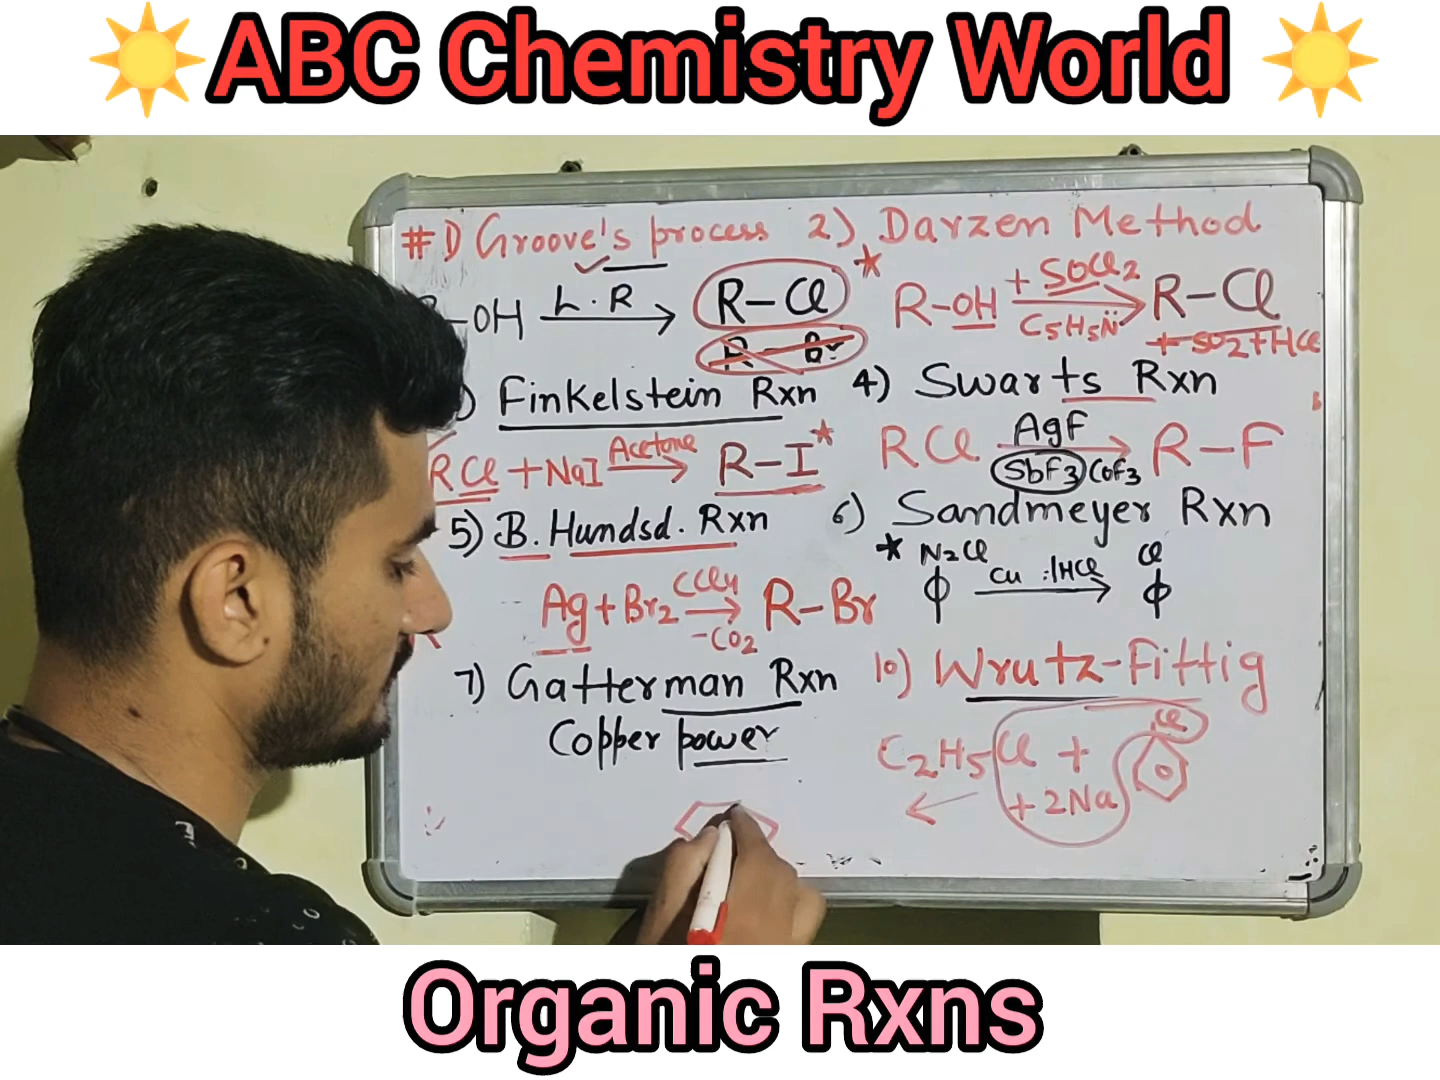 ABC Chemistry World
# 1) Groove's process 2) Darzen Method
-OH L.R R-Cl
R-Br
R-OH + SOCl2 C5H5N R-Cl
+ SO2+HCl
) Finkelstein Rxn 4) Swarts Rxn
RCl + NaI Acetone R-I
RCl AgF R-F
SbF3 CoF3
5) B. Hundsd. Rxn 6) Sandmeyer Rxn
N2Cl Cu :/HCl Cl
Ag + Br2 CCl4 R-Br
-CO2
7) Gatterman Rxn 10) Wrutz-Fittig
Copper power
C2H5Cl + Cl
+ 2Na
Organic Rxns